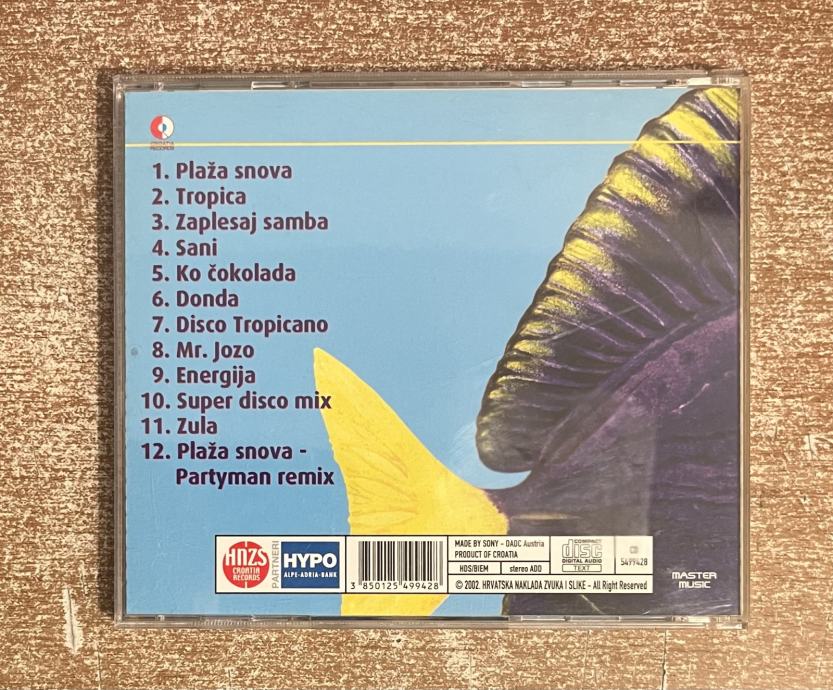 CROATIA
RECORDS
1. Plaža snova
2. Tropica
3. Zaplesaj samba
4. Sani
5. Ko čokolada
6. Donda
7. Disco Tropicano
8. Mr. Jozo
9. Energija
10. Super disco mix
11. Zula
12. Plaža snova -
Partyman remix
HNZS
CROATIA
RECORDS
PARTNERI
HYPO
ALPE-ADRIA-BANK
3 850125 499428
MADE BY SONY - DADC Austria
PRODUCT OF CROATIA
HDS/BIEM
stereo ADD
© 2002. HRVATSKA NAKLADA ZVUKA I SLIKE - All Right Reserved
COMPACT
disc
DIGITAL AUDIO
TEXT
CD
5499428
MASTER
MUSIC